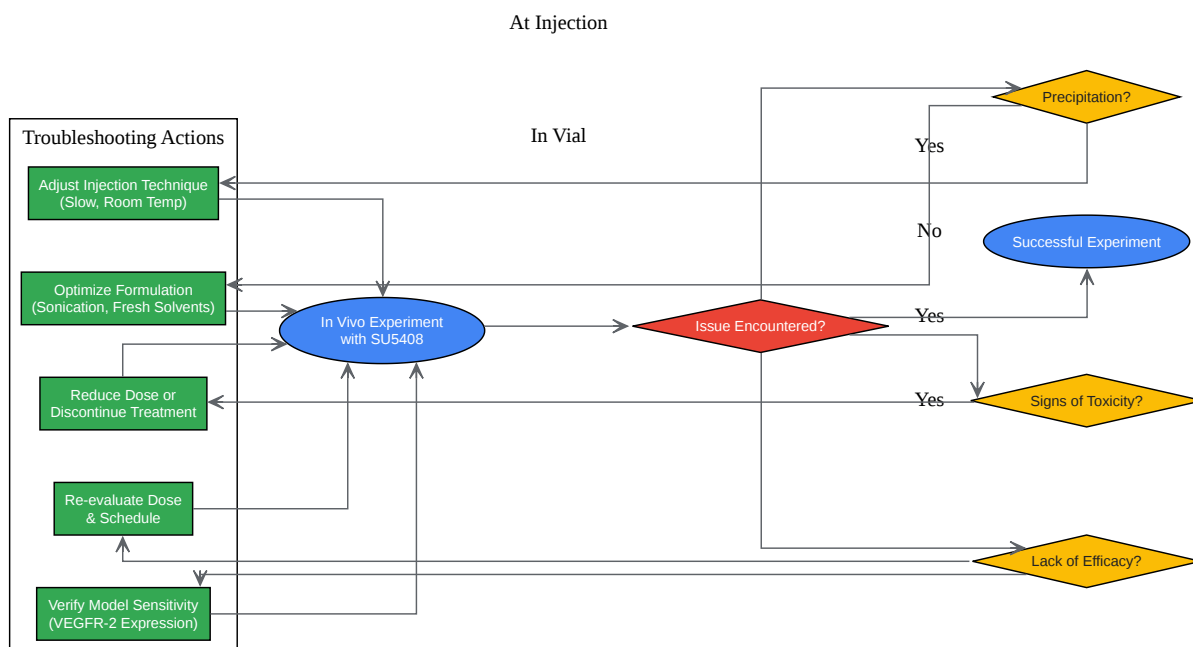 At Injection
Precipitation?
In Vial
Troubleshooting Actions
Yes
Adjust Injection Technique
(Slow, Room Temp)
No
Successful Experiment
Optimize Formulation
(Sonication, Fresh Solvents)
In Vivo Experiment
with SU5408
Issue Encountered?
Yes
Reduce Dose or
Discontinue Treatment
Yes
Signs of Toxicity?
Re-evaluate Dose
& Schedule
Lack of Efficacy?
Verify Model Sensitivity
(VEGFR-2 Expression)